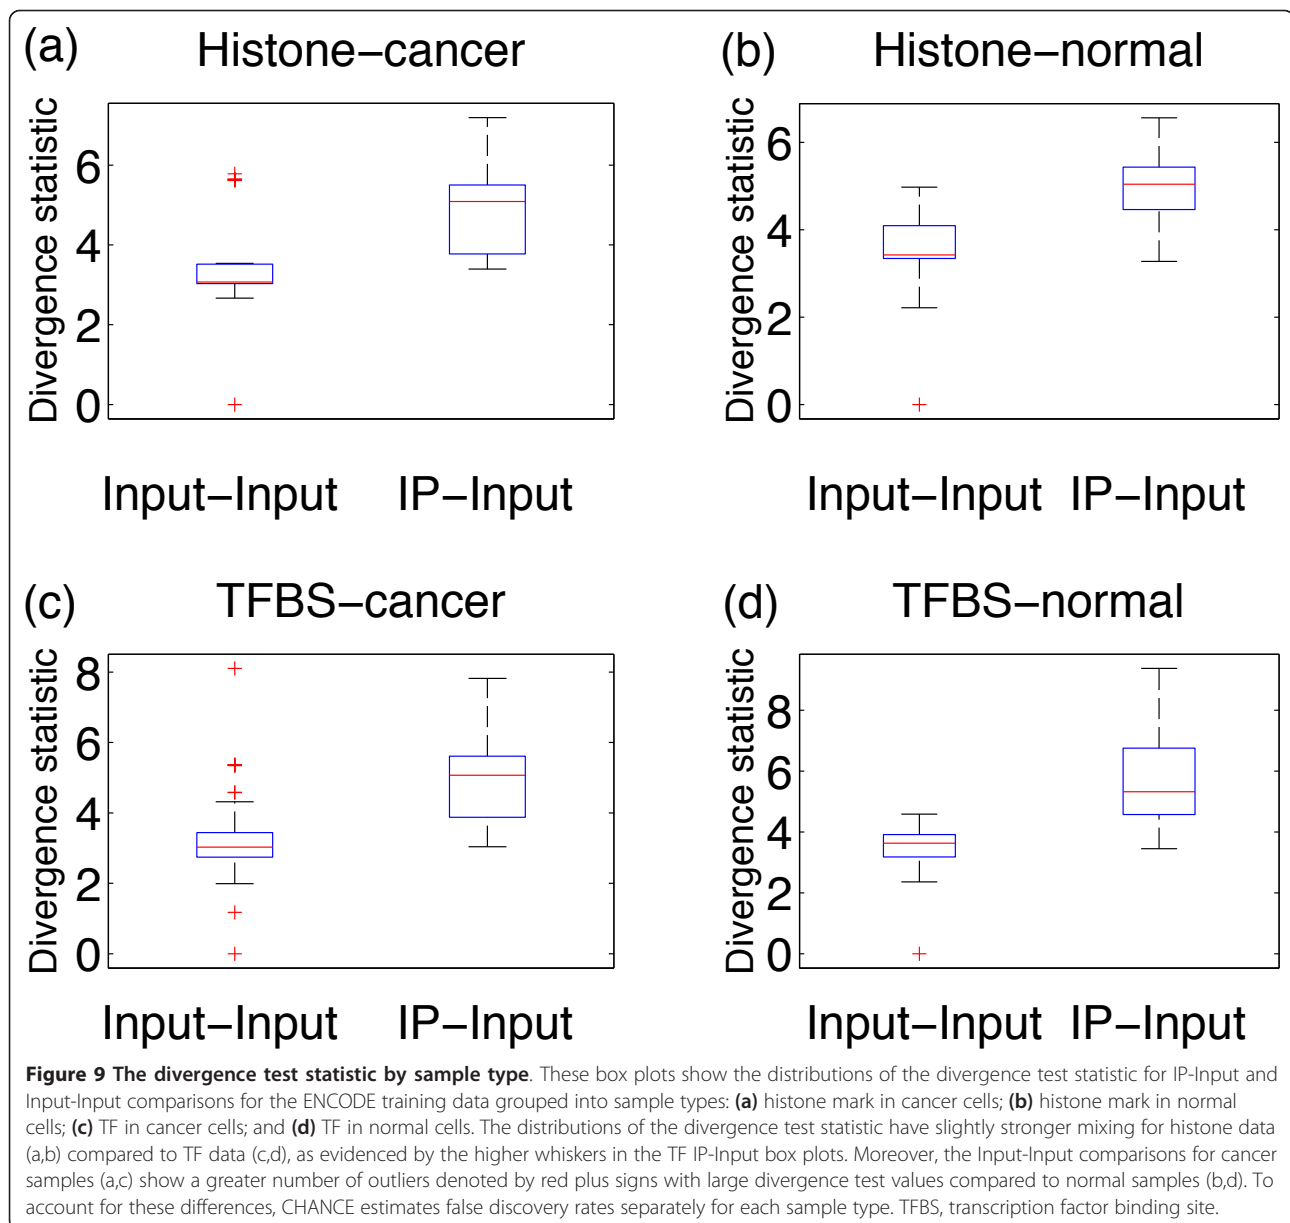 (a)
Histone–cancer
Divergence statistic
6
4
2
0
Input–Input
IP–Input
(b)
Histone–normal
Divergence statistic
6
4
2
0
Input–Input
IP–Input
(c)
TFBS–cancer
Divergence statistic
8
6
4
2
0
Input–Input
IP–Input
(d)
TFBS–normal
Divergence statistic
8
6
4
2
0
Input–Input
IP–Input
Figure 9 The divergence test statistic by sample type. These box plots show the distributions of the divergence test statistic for IP-Input and
Input-Input comparisons for the ENCODE training data grouped into sample types: (a) histone mark in cancer cells; (b) histone mark in normal
cells; (c) TF in cancer cells; and (d) TF in normal cells. The distributions of the divergence test statistic have slightly stronger mixing for histone data
(a,b) compared to TF data (c,d), as evidenced by the higher whiskers in the TF IP-Input box plots. Moreover, the Input-Input comparisons for cancer
samples (a,c) show a greater number of outliers denoted by red plus signs with large divergence test values compared to normal samples (b,d). To
account for these differences, CHANCE estimates false discovery rates separately for each sample type. TFBS, transcription factor binding site.